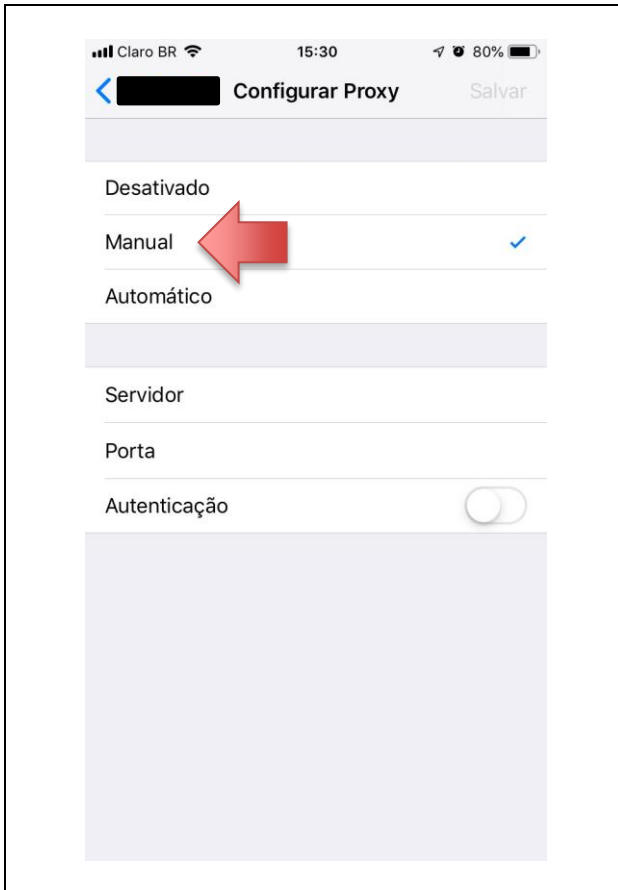 Claro BR 15:30 80%
Configurar Proxy Salvar
Desativado
Manual
Automático
Servidor
Porta
Autenticação